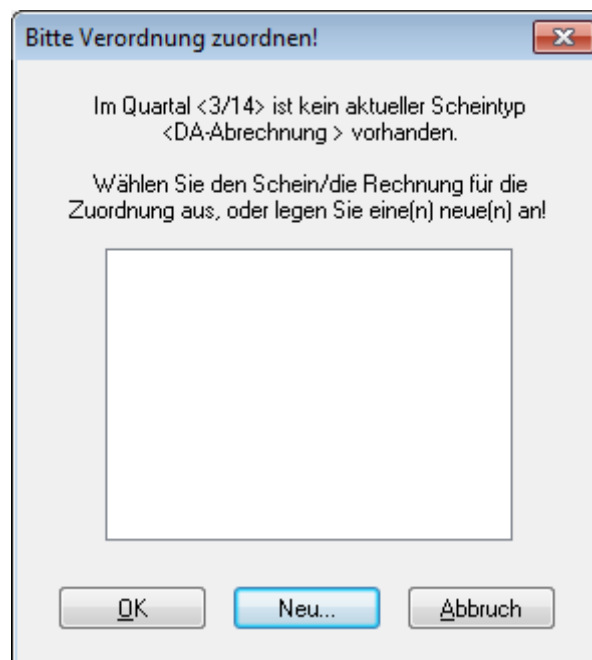 Bitte Verordnung zuordnen!
Im Quartal <3/14> ist kein aktueller Scheintyp
<DA-Abrechnung > vorhanden.
Wählen Sie den Schein/die Rechnung für die
Zuordnung aus, oder legen Sie eine(n) neue(n) an!
OK
Neu...
Abbruch